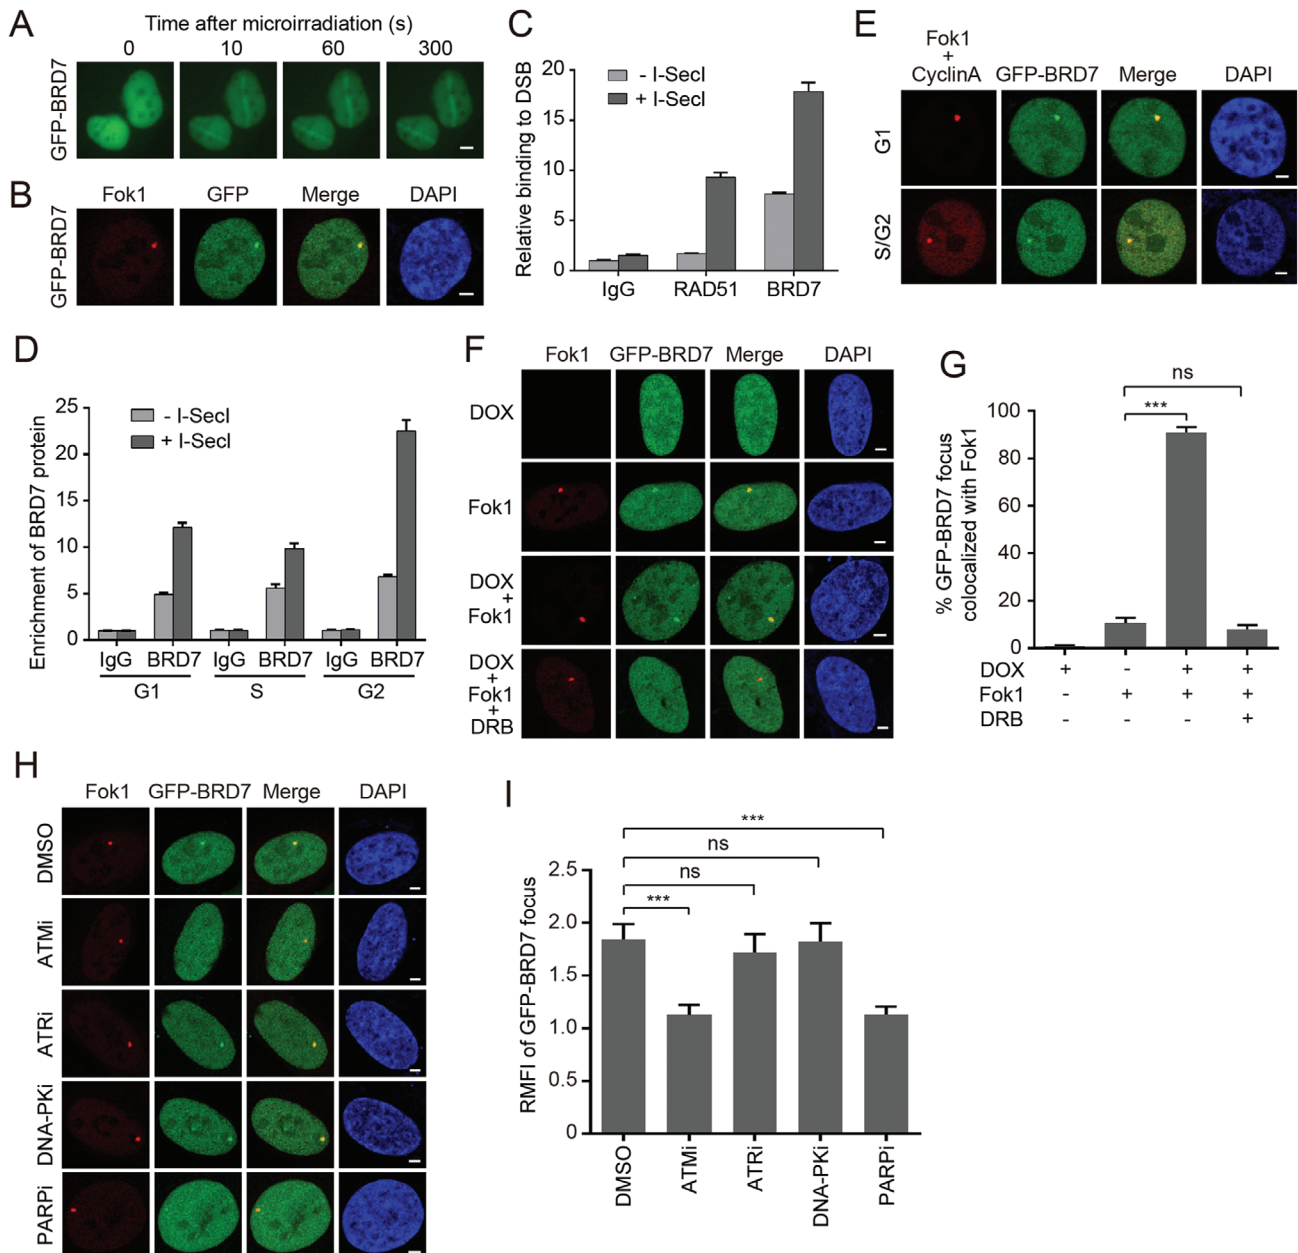 A
Time after microirradiation (s)
0 10 60 300
GFP-BRD7
B
Fok1 GFP Merge DAPI
GFP-BRD7
C
Relative binding to DSB
20
15
10
5
0
- I-SecI
+ I-SecI
IgG RAD51 BRD7
D
Enrichment of BRD7 protein
25
20
15
10
5
0
- I-SecI
+ I-SecI
IgG BRD7 IgG BRD7 IgG BRD7
G1 S G2
E
Fok1
+
CyclinA GFP-BRD7 Merge DAPI
G1
S/G2
F
Fok1 GFP-BRD7 Merge DAPI
DOX
Fok1
DOX
+
Fok1
DOX
+
Fok1
+
DRB
G
% GFP-BRD7 focus
colocalized with Fok1
100
80
60
40
20
0
ns
***
DOX + - + +
Fok1 - + + +
DRB - - - +
H
Fok1 GFP-BRD7 Merge DAPI
DMSO
ATMi
ATRi
DNA-PKi
PARPi
I
RMFI of GFP-BRD7 focus
2.5
2.0
1.5
1.0
0.5
0
***
ns
ns
***
DMSO
ATMi
ATRi
DNA-PKi
PARPi